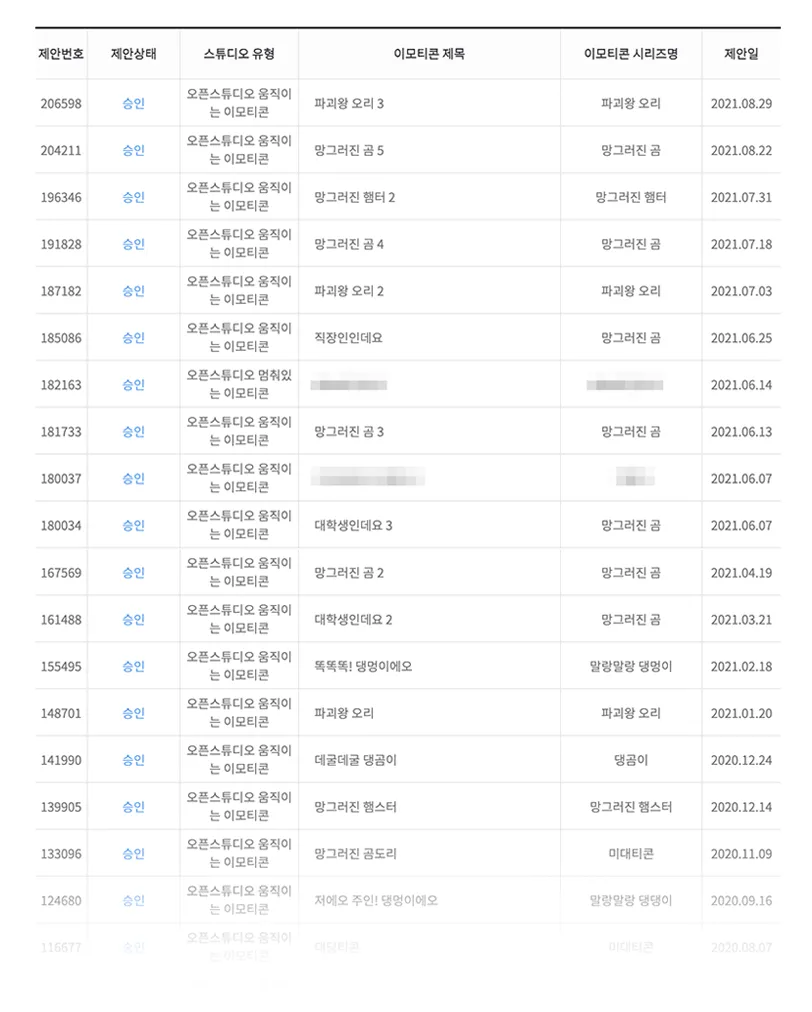 제안번호 제안상태 스튜디오 유형 이모티콘 제목 이모티콘 시리즈명 제안일
206598 승인 오픈스튜디오 움직이는 이모티콘 파괴왕 오리 3 파괴왕 오리 2021.08.29
204211 승인 오픈스튜디오 움직이는 이모티콘 망그러진 곰 5 망그러진 곰 2021.08.22
196346 승인 오픈스튜디오 움직이는 이모티콘 망그러진 햄터 2 망그러진 햄터 2021.07.31
191828 승인 오픈스튜디오 움직이는 이모티콘 망그러진 곰 4 망그러진 곰 2021.07.18
187182 승인 오픈스튜디오 움직이는 이모티콘 파괴왕 오리 2 파괴왕 오리 2021.07.03
185086 승인 오픈스튜디오 움직이는 이모티콘 직장인인데요 망그러진 곰 2021.06.25
182163 승인 오픈스튜디오 멈춰있는 이모티콘 2021.06.14
181733 승인 오픈스튜디오 움직이는 이모티콘 망그러진 곰 3 망그러진 곰 2021.06.13
180037 승인 오픈스튜디오 움직이는 이모티콘 2021.06.07
180034 승인 오픈스튜디오 움직이는 이모티콘 대학생인데요 3 망그러진 곰 2021.06.07
167569 승인 오픈스튜디오 움직이는 이모티콘 망그러진 곰 2 망그러진 곰 2021.04.19
161488 승인 오픈스튜디오 움직이는 이모티콘 대학생인데요 2 망그러진 곰 2021.03.21
155495 승인 오픈스튜디오 움직이는 이모티콘 똑똑똑! 댕멍이에오 말랑말랑 댕멍이 2021.02.18
148701 승인 오픈스튜디오 움직이는 이모티콘 파괴왕 오리 파괴왕 오리 2021.01.20
141990 승인 오픈스튜디오 움직이는 이모티콘 데굴데굴 댕곰이 댕곰이 2020.12.24
139905 승인 오픈스튜디오 움직이는 이모티콘 망그러진 햄스터 망그러진 햄스터 2020.12.14
133096 승인 오픈스튜디오 움직이는 이모티콘 망그러진 곰도리 미대티콘 2020.11.09
124680 승인 오픈스튜디오 움직이는 이모티콘 저에오 주인! 댕멍이에오 말랑말랑 댕댕이 2020.09.16
116677 승인 오픈스튜디오 움직이는 이모티콘 미대티콘 2020.08.07